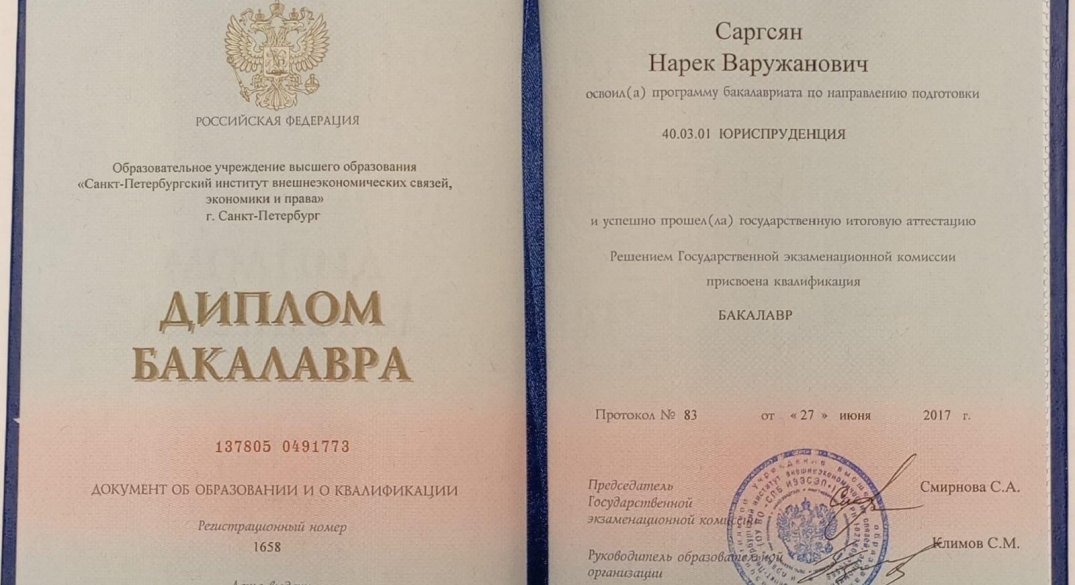 РОССИЙСКАЯ ФЕДЕРАЦИЯ
Образовательное учреждение высшего образования
«Санкт-Петербургский институт внешнеэкономических связей,
экономики и права»
г. Санкт-Петербург
ДИПЛОМ
БАКАЛАВРА
137805 0491773
ДОКУМЕНТ ОБ ОБРАЗОВАНИИ И О КВАЛИФИКАЦИИ
Регистрационный номер
1658
Саргсян
Нарек Варужанович
освоил(а) программу бакалавриата по направлению подготовки
40.03.01 ЮРИСПРУДЕНЦИЯ
и успешно прошел(ла) государственную итоговую аттестацию
Решением Государственной экзаменационной комиссии
присвоена квалификация
БАКАЛАВР
Протокол № 83 от «27» июня 2017 г.
Председатель
Государственной
экзаменационной комиссии
Смирнова С.А.
Руководитель образовательной
организации
Климов С.М.